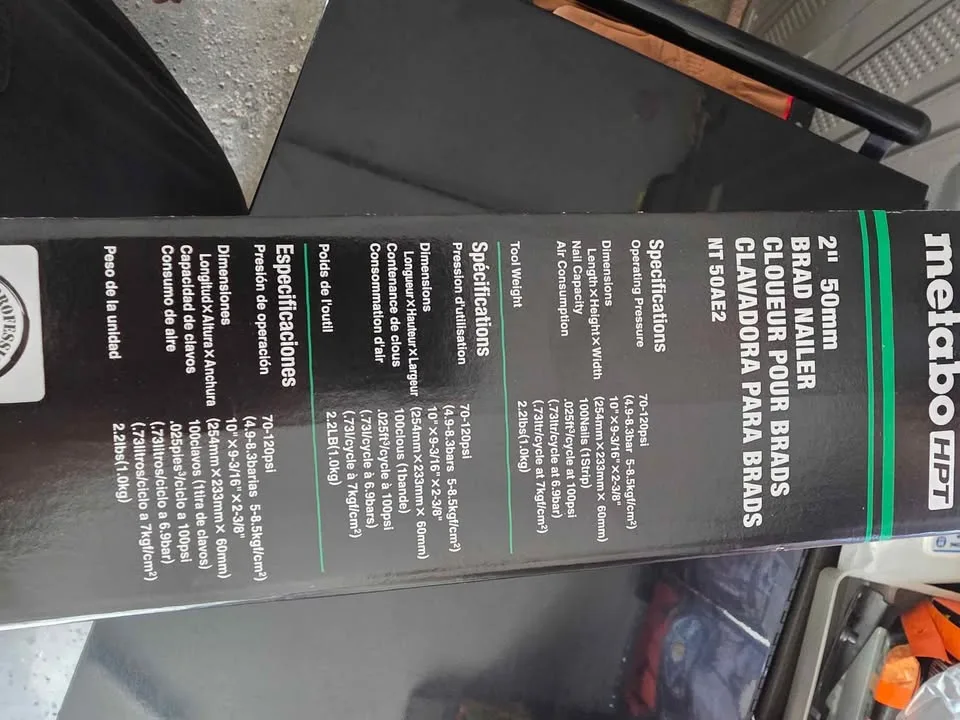 metabo HPT
2" 50mm
BRAD NAILER
CLOUEUR POUR BRADS
CLAVADORA PARA BRADS
NT 50AE2
Specifications
Operating Pressure 70-120psi
(4.9-8.3bar 5-8.5kgf/cm²)
Dimensions
Length X Height X Width 10" X 9-3/16" X 2-3/8"
(254mm X 233mm X 60mm)
Nail Capacity 100Nails (1Strip)
Air Consumption .025ft³/cycle at 100psi
(.73ltr/cycle at 6.9bar)
(.73ltr/cycle at 7kgf/cm²)
Tool Weight 2.2lbs(1.0kg)
Spécifications
Pression d'utilisation 70-120psi
(4.9-8.3bars 5-8.5kgf/cm²)
Dimensions
Longueur X Hauteur X Largeur 10" X 9-3/16" X 2-3/8"
(254mm X 233mm X 60mm)
Contenance de clous 100clous (1bande)
Consommation d'air .025ft³/cycle à 100psi
(.73l/cycle à 6.9bars)
(.73l/cycle à 7kgf/cm²)
Poids de l'outil 2.2LB(1.0kg)
Especificaciones
Presión de operación 70-120psi
(4.9-8.3barrias 5-8.5kgf/cm²)
Dimensiones
Longitud X Altura X Anchura 10" X 9-3/16" X 2-3/8"
(254mm X 233mm X 60mm)
Capacidad de clavos 100clavos (1tira de clavos)
Consumo de aire .025pies³/ciclo a 100psi
(.73litros/ciclo a 6.9bar)
(.73litros/ciclo a 7kgf/cm²)
Peso de la unidad 2.2lbs(1.0kg)